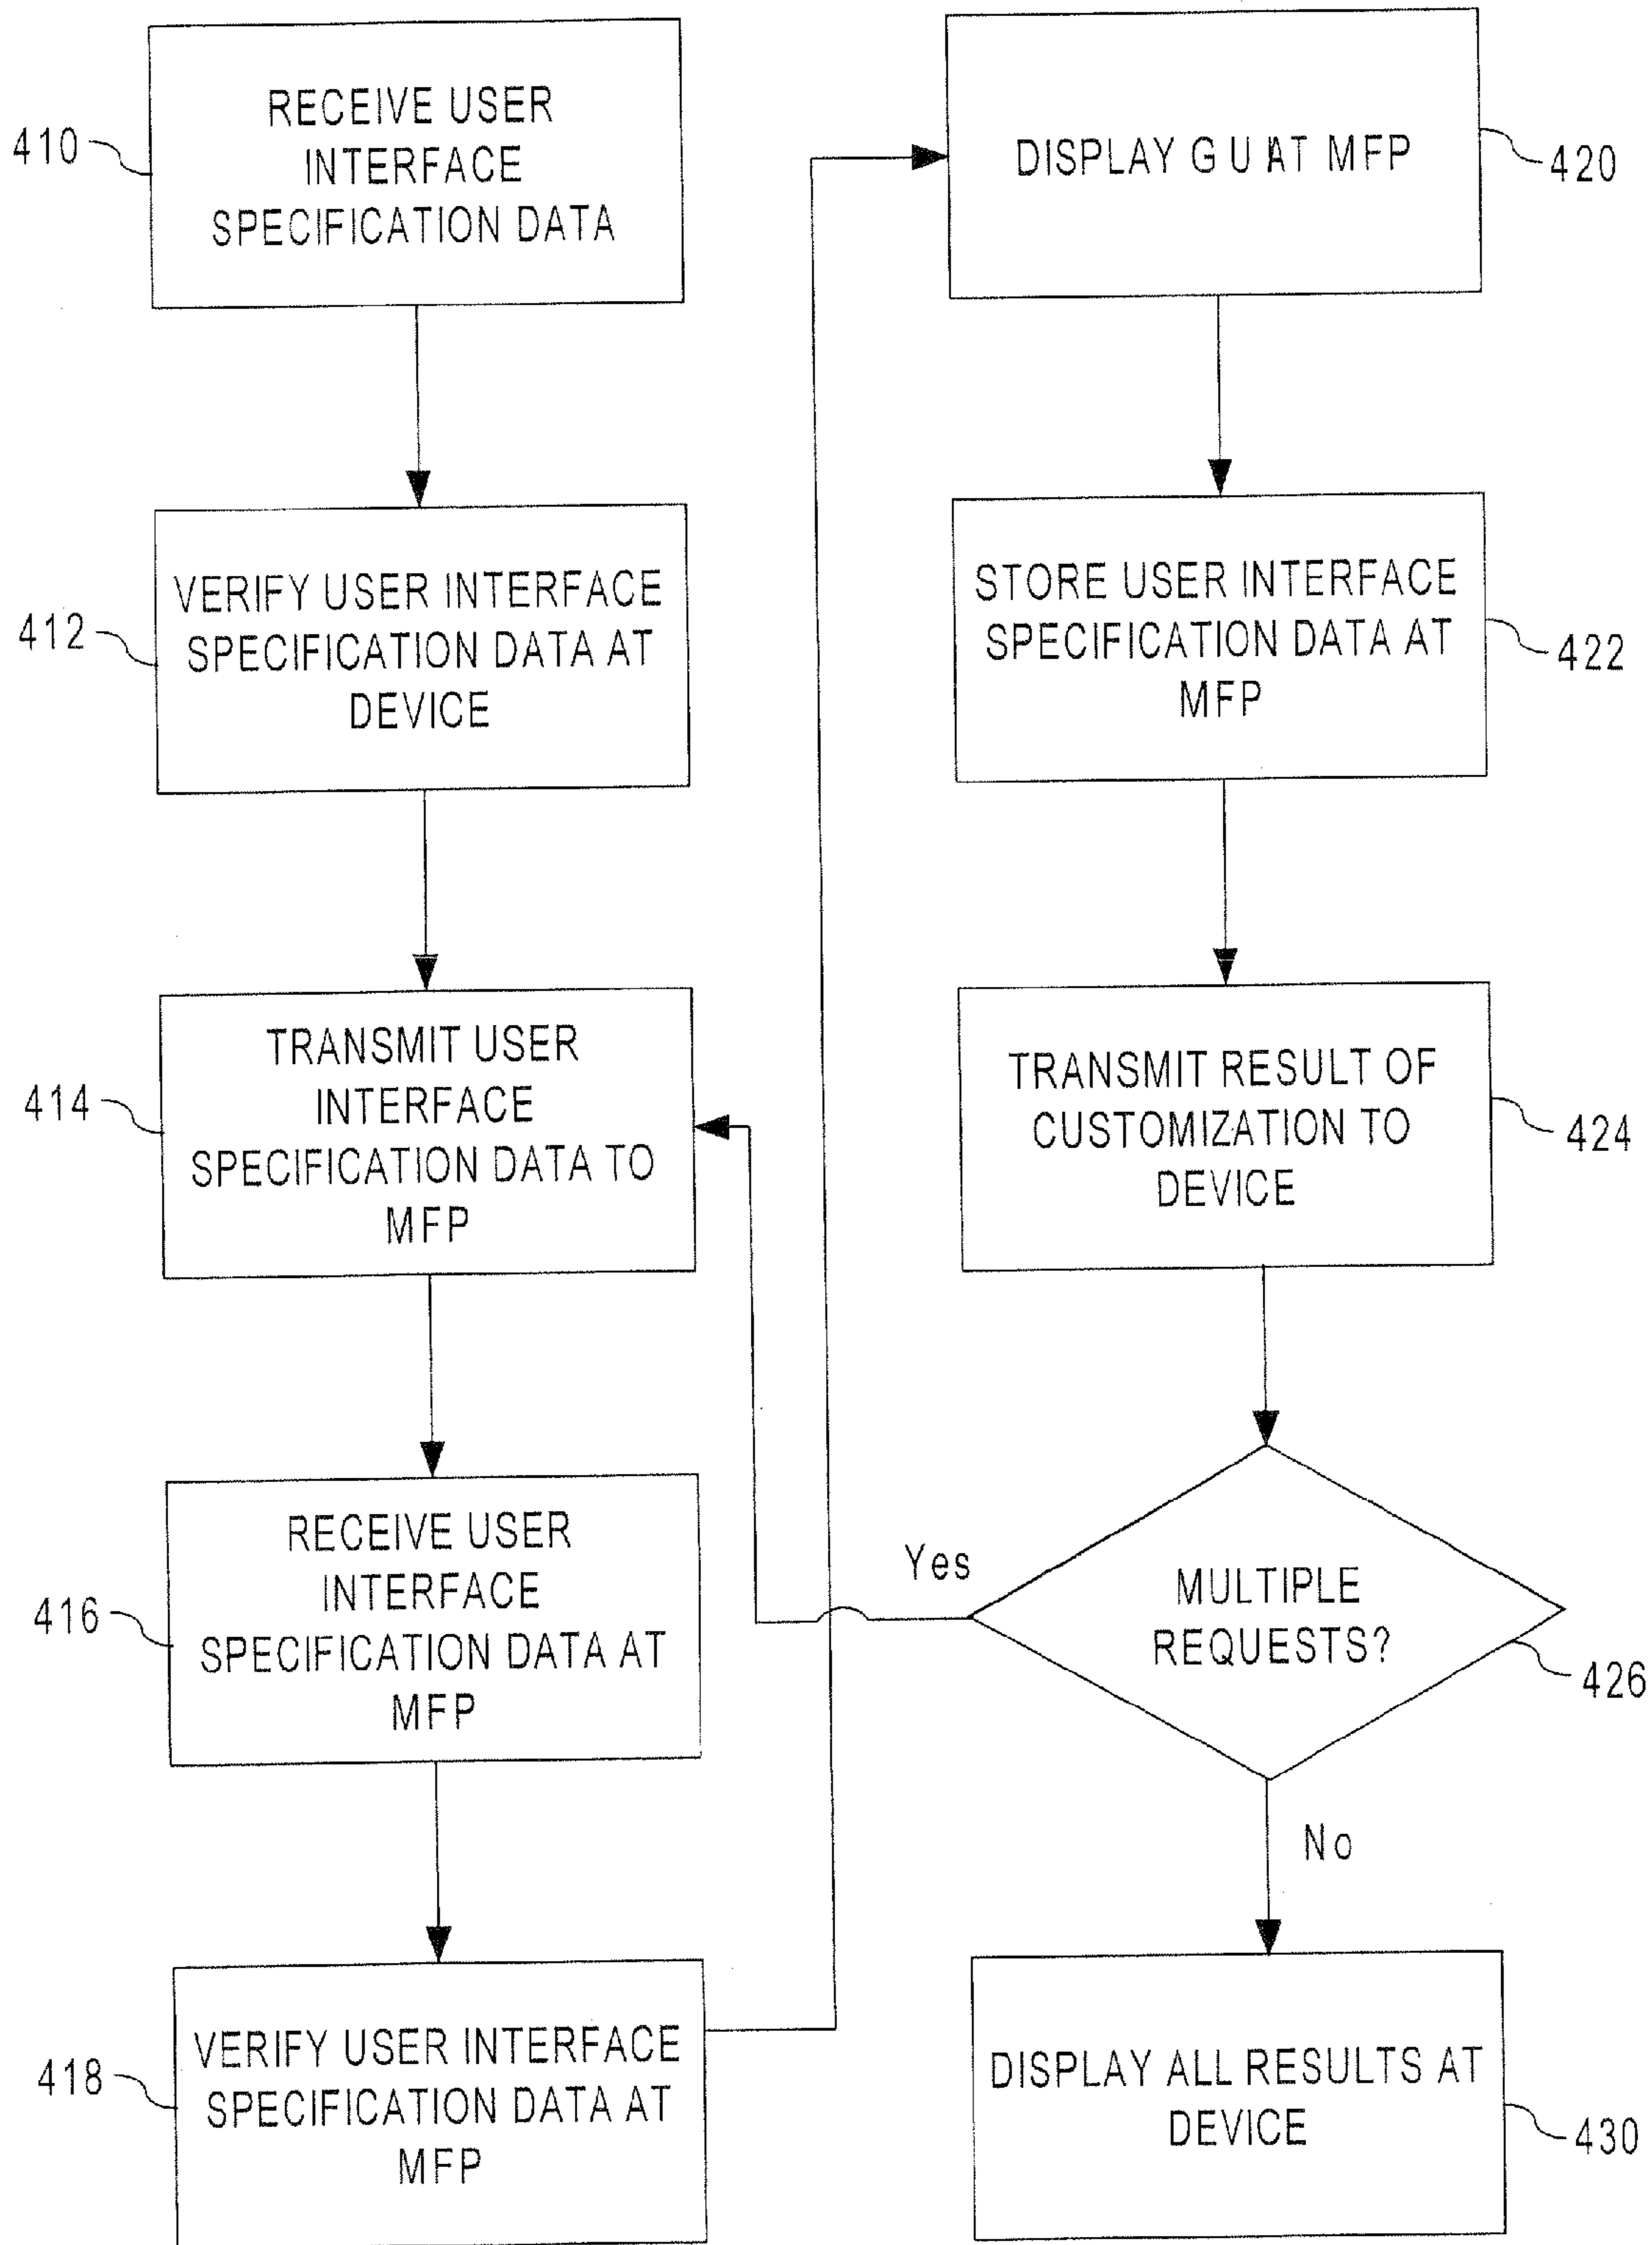 410
RECEIVE USER
INTERFACE
SPECIFICATION DATA
412
VERIFY USER INTERFACE
SPECIFICATION DATA AT
DEVICE
414
TRANSMIT USER
INTERFACE
SPECIFICATION DATA TO
MFP
416
RECEIVE USER
INTERFACE
SPECIFICATION DATA AT
MFP
418
VERIFY USER INTERFACE
SPECIFICATION DATA AT
MFP
DISPLAY GUI AT MFP
420
STORE USER INTERFACE
SPECIFICATION DATA AT
MFP
422
TRANSMIT RESULT OF
CUSTOMIZATION TO
DEVICE
424
Yes
MULTIPLE
REQUESTS?
426
No
DISPLAY ALL RESULTS AT
DEVICE
430